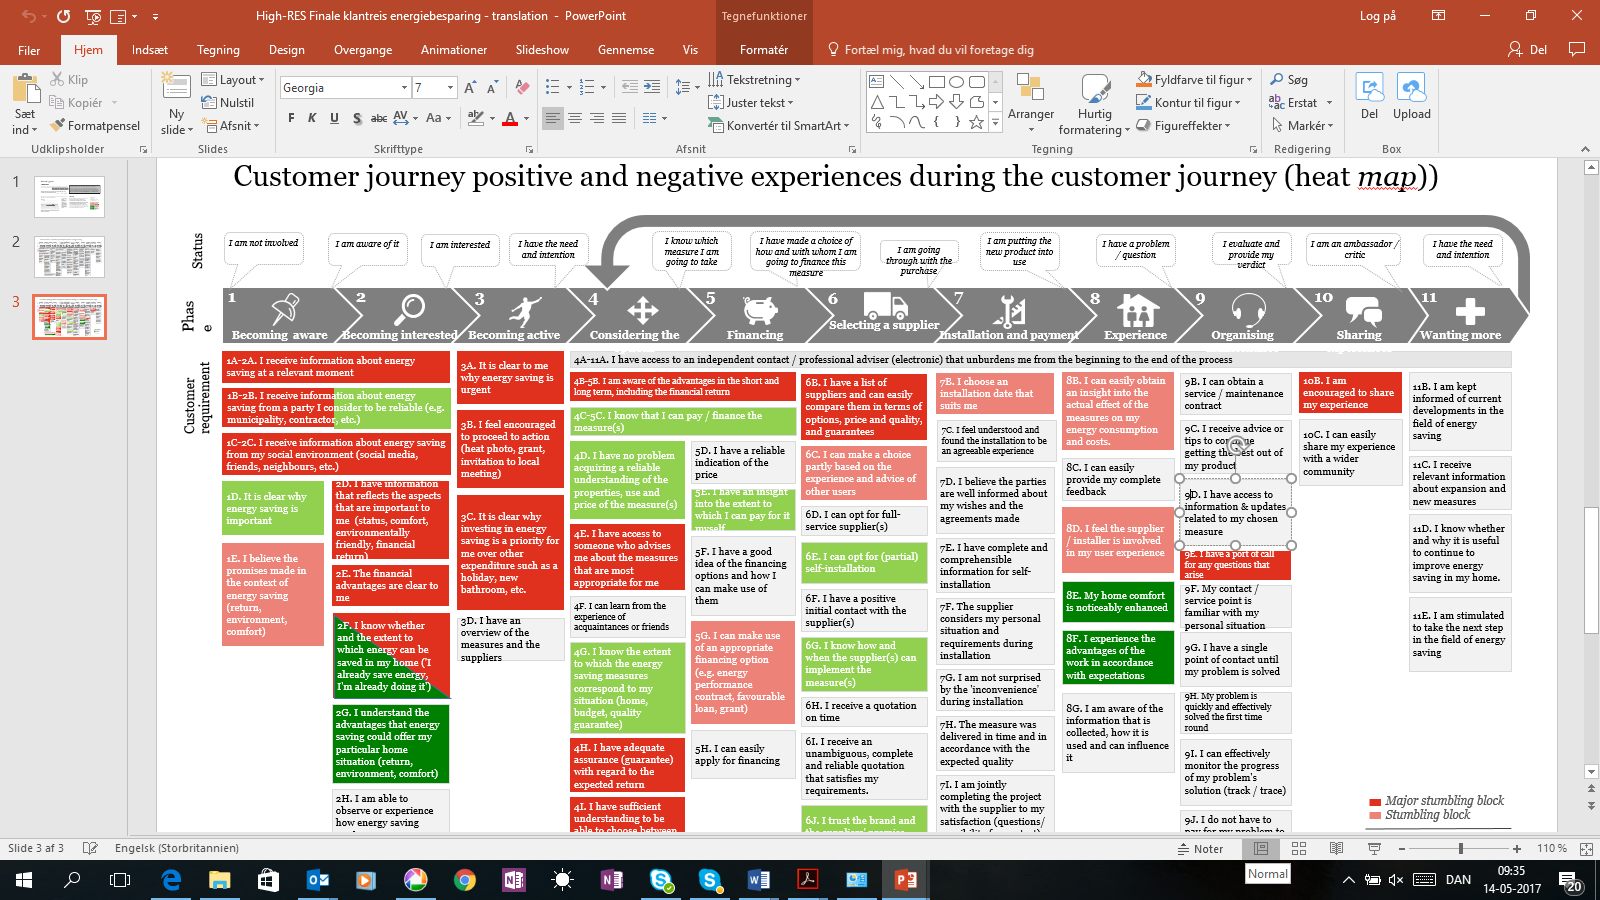 High-RES Finale klantreis energiebesparing - translation - PowerPoint
Tegnefunktioner
Log på
Filer
Hjem
Indsæt
Tegning
Design
Overgange
Animationer
Slideshow
Gennemse
Vis
Formatér
Fortæl mig, hvad du vil foretage dig
Del
Sæt ind
Klip
Kopiér
Formatpensel
Udklipsholder
Ny slide
Layout
Nulstil
Afsnit
Slides
Georgia
7
F K U S abc AV Aa
Skrifttype
Tekstretning
Juster tekst
Konvertér til SmartArt
Afsnit
Arranger
Hurtig formatering
Fyldfarve til figur
Kontur til figur
Figureffekter
Tegning
Søg
Erstat
Markér
Redigering
Del
Upload
Box
1
2
3
Customer journey positive and negative experiences during the customer journey (heat map))
Status
I am not involved
I am aware of it
I am interested
I have the need
and intention
I know which
measure I am
going to take
I have made a choice of
how and with whom I am
going to finance this
measure
I am going
through with the
purchase
I am putting the
new product into
use
I have a problem
/ question
I evaluate and
provide my
verdict
I am an ambassador /
critic
I have the need
and intention
Phas
e
1
Becoming aware
2
Becoming interested
3
Becoming active
4
Considering the
5
Financing
6
Selecting a supplier
7
Installation and payment
8
Experience
9
Organising
10
Sharing
11
Wanting more
Customer
requirement
1A-2A. I receive information about energy
saving at a relevant moment
1B-2B. I receive information about energy
saving from a party I consider to be reliable (e.g.
municipality, contractor, etc.)
1C-2C. I receive information about energy saving
from my social environment (social media,
friends, neighbours, etc.)
1D. It is clear why
energy saving is
important
1E. I believe the
promises made in
the context of
energy saving
(return,
environment,
comfort)
2D. I have information
that reflects the aspects
that are important to
me (status, comfort,
environmentally
friendly, financial
return)
2E. The financial
advantages are clear to
me
2F. I know whether
and the extent to
which energy can be
saved in my home ('I
already save energy,
I'm already doing it')
2G. I understand the
advantages that energy
saving could offer my
particular home
situation (return,
environment, comfort)
2H. I am able to
observe or experience
how energy saving
3A. It is clear to me
why energy saving is
urgent
3B. I feel encouraged
to proceed to action
(heat photo, grant,
invitation to local
meeting)
3C. It is clear why
investing in energy
saving is a priority for
me over other
expenditure such as a
holiday, new
bathroom, etc.
3D. I have an
overview of the
measures and the
suppliers
4A-11A. I have access to an independent contact / professional adviser (electronic) that unburdens me from the beginning to the end of the process
4B-5B. I am aware of the advantages in the short and
long term, including the financial return
4C-5C. I know that I can pay / finance the
measure(s)
4D. I have no problem
acquiring a reliable
understanding of the
properties, use and
price of the measure(s)
4E. I have access to
someone who advises
me about the measures
that are most
appropriate for me
4F. I can learn from the
experience of
acquaintances or friends
4G. I know the extent
to which the energy
saving measures
correspond to my
situation (home,
budget, quality
guarantee)
4H. I have adequate
assurance (guarantee)
with regard to the
expected return
4I. I have sufficient
understanding to be
able to choose between
5D. I have a reliable
indication of the
price
5E. I have an insight
into the extent to
which I can pay for it
myself
5F. I have a good
idea of the financing
options and how I
can make use of
them
5G. I can make use
of an appropriate
financing option
(e.g. energy
performance
contract, favourable
loan, grant)
5H. I can easily
apply for financing
6B. I have a list of
suppliers and can easily
compare them in terms of
options, price and quality,
and guarantees
6C. I can make a choice
partly based on the
experience and advice of
other users
6D. I can opt for full-
service supplier(s)
6E. I can opt for (partial)
self-installation
6F. I have a positive
initial contact with the
supplier(s)
6G. I know how and
when the supplier(s) can
implement the
measure(s)
6H. I receive a quotation
on time
6I. I receive an
unambiguous, complete
and reliable quotation
that satisfies my
requirements.
6J. I trust the brand and
7B. I choose an
installation date that
suits me
7C. I feel understood and
found the installation to be
an agreeable experience
7D. I believe the parties
are well informed about
my wishes and the
agreements made
7E. I have complete and
comprehensible
information for self-
installation
7F. The supplier
considers my personal
situation and
requirements during
installation
7G. I am not surprised
by the 'inconvenience'
during installation
7H. The measure was
delivered in time and in
accordance with the
expected quality
7I. I am jointly
completing the project
with the supplier to my
satisfaction (questions/
8B. I can easily obtain
an insight into the
actual effect of the
measures on my
energy consumption
and costs.
8C. I can easily
provide my complete
feedback
8D. I feel the supplier
/ installer is involved
in my user experience
8E. My home comfort
is noticeably enhanced
8F. I experience the
advantages of the
work in accordance
with expectations
8G. I am aware of the
information that is
collected, how it is
used and can influence
it
9B. I can obtain a
service / maintenance
contract
9C. I receive advice or
tips to continue
getting the best out of
my product
9D. I have access to
information & updates
related to my chosen
measure
9E. I have a port of call
for any questions that
arise
9F. My contact /
service point is
familiar with my
personal situation
9G. I have a single
point of contact until
my problem is solved
9H. My problem is
quickly and effectively
solved the first time
round
9I. I can effectively
monitor the progress
of my problem's
solution (track / trace)
9J. I do not have to
pay for my problem to
10B. I am
encouraged to share
my experience
10C. I can easily
share my experience
with a wider
community
11B. I am kept
informed of current
developments in the
field of energy
saving
11C. I receive
relevant information
about expansion and
new measures
11D. I know whether
and why it is useful
to continue to
improve energy
saving in my home.
11E. I am stimulated
to take the next step
in the field of energy
saving
Major stumbling block
Stumbling block
Slide 3 af 3
Engelsk (Storbritannien)
Noter
110 %
Normal
DAN
09:35
14-05-2017
20